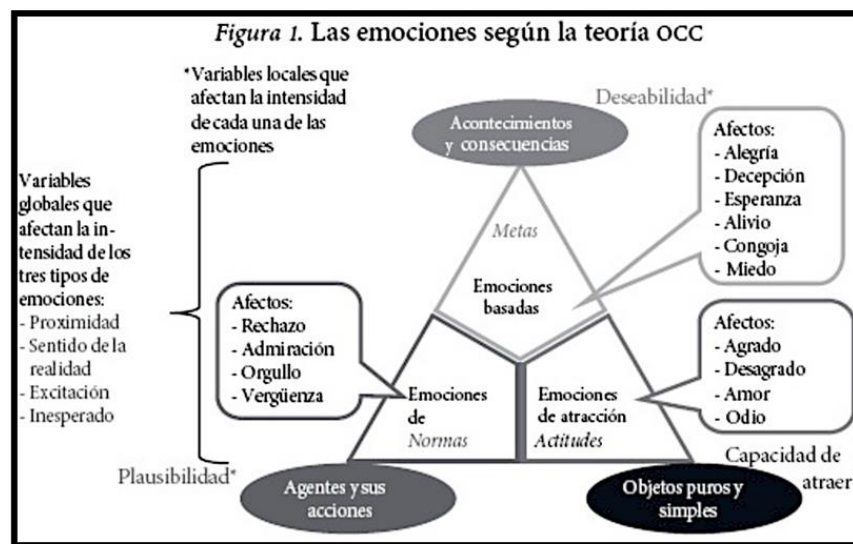 Figura 1. Las emociones según la teoría OCC
*Variables locales que
afectan la intensidad
de cada una de las
emociones
Deseabilidad*
Acontecimientos
y consecuencias
Afectos:
- Alegría
- Decepción
- Esperanza
- Alivio
- Congoja
- Miedo
Variables
globales que
afectan la in-
tensidad de los
tres tipos de
emociones:
- Proximidad
- Sentido de la
realidad
- Excitación
- Inesperado
Metas
Emociones
basadas
Afectos:
- Rechazo
- Admiración
- Orgullo
- Vergüenza
Emociones
de
Normas
Emociones
de atracción
Actitudes
Afectos:
- Agrado
- Desagrado
- Amor
- Odio
Plausibilidad*
Agentes y sus
acciones
Objetos puros y
simples
Capacidad de
atraer